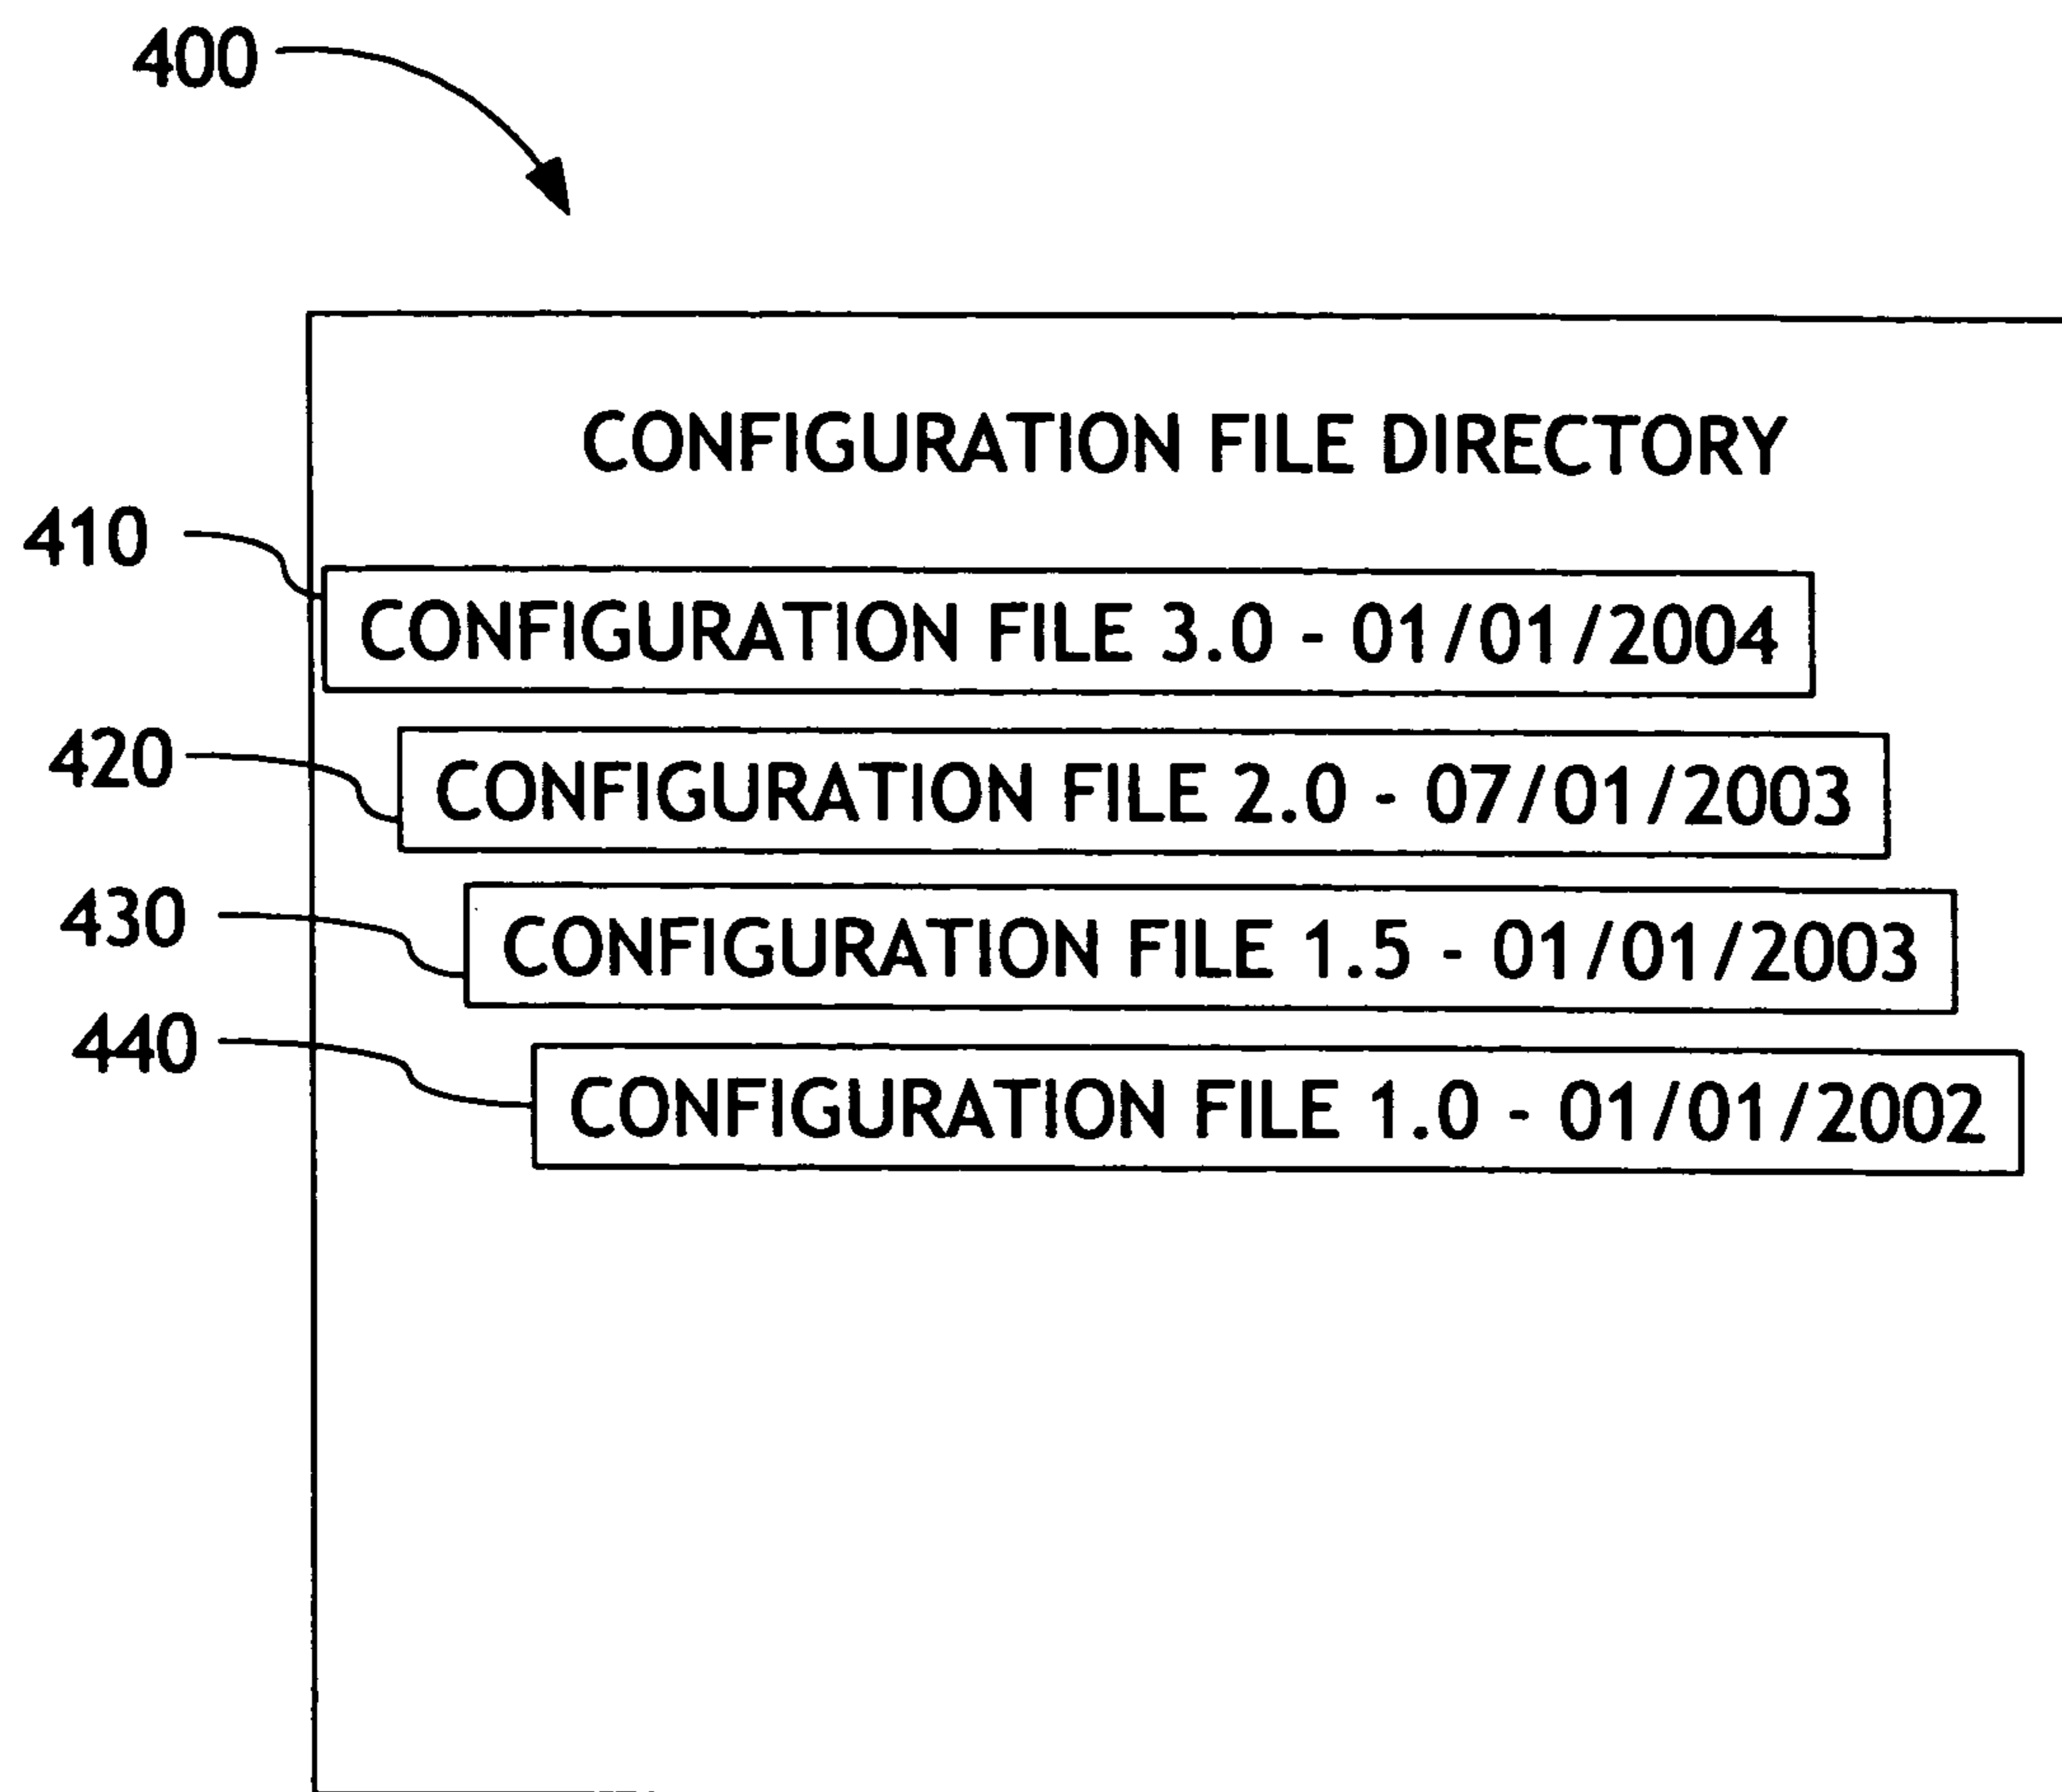 400
CONFIGURATION FILE DIRECTORY
410
CONFIGURATION FILE 3.0 - 01/01/2004
420
CONFIGURATION FILE 2.0 - 07/01/2003
430
CONFIGURATION FILE 1.5 - 01/01/2003
440
CONFIGURATION FILE 1.0 - 01/01/2002